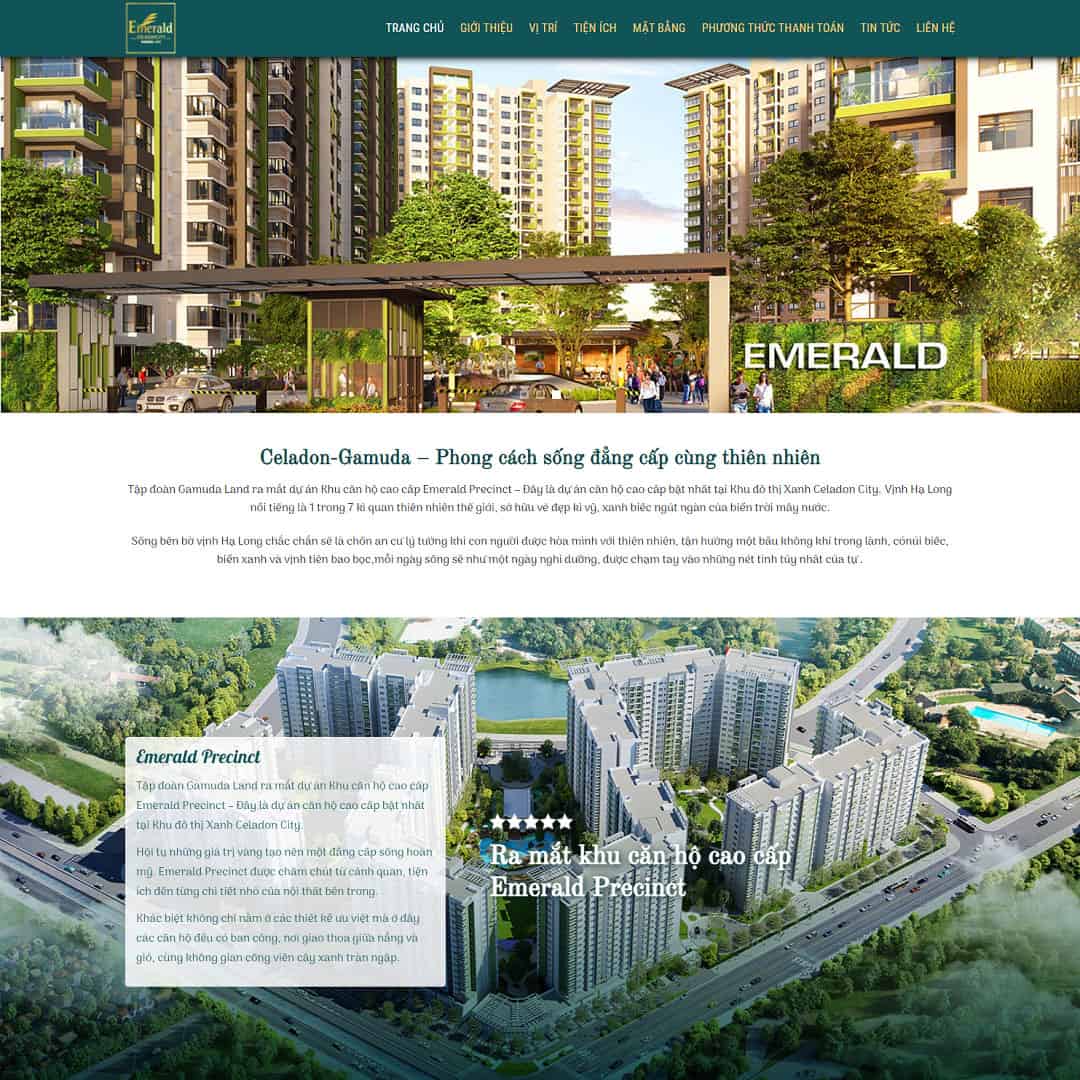 Emerald
CELADON CITY
TRANG CHỦ GIỚI THIỆU VỊ TRÍ TIỆN ÍCH MẶT BẰNG PHƯƠNG THỨC THANH TOÁN TIN TỨC LIÊN HỆ
EMERALD
Celadon-Gamuda – Phong cách sống đẳng cấp cùng thiên nhiên
Tập đoàn Gamuda Land ra mắt dự án Khu căn hộ cao cấp Emerald Precinct – Đây là dự án căn hộ cao cấp bật nhất tại Khu đô thị Xanh Celadon City. Vịnh Hạ Long
nổi tiếng là 1 trong 7 kì quan thiên nhiên thế giới, sở hữu vẻ đẹp kì vỹ, xanh biếc ngút ngàn của biển trời mây nước.
Sống bên bờ vịnh Hạ Long chắc chắn sẽ là chốn an cư lý tưởng khi con người được hòa mình với thiên nhiên, tận hưởng một bầu không khí trong lành, cónúi biếc,
biển xanh và vịnh tiên bao bọc,mỗi ngày sống sẽ như một ngày nghỉ dưỡng, được chạm tay vào những nét tinh túy nhất của tự .
Emerald Precinct
Tập đoàn Gamuda Land ra mắt dự án Khu căn hộ cao cấp
Emerald Precinct – Đây là dự án căn hộ cao cấp bật nhất
tại Khu đô thị Xanh Celadon City.
Hội tụ những giá trị vàng tạo nên một đẳng cấp sống hoàn
mỹ. Emerald Precinct được chăm chút từ cảnh quan, tiện
ích đến từng chi tiết nhỏ của nội thất bên trong.
Khác biệt không chỉ nằm ở các thiết kế ưu việt mà ở đây
các căn hộ đều có ban công, nơi giao thoa giữa nắng và
gió, cùng không gian công viên cây xanh tràn ngập.
Ra mắt khu căn hộ cao cấp
Emerald Precinct